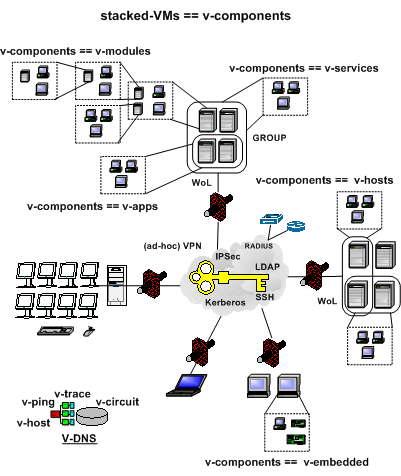 stacked-VMs == v-components
v-components == v-modules
v-components == v-services
GROUP
WoL
v-components == v-apps
v-components == v-hosts
(ad-hoc) VPN
RADIUS
IPSec
LDAP
Kerberos
SSH
WoL
v-trace
v-ping
v-circuit
v-host
V-DNS
v-components == v-embedded